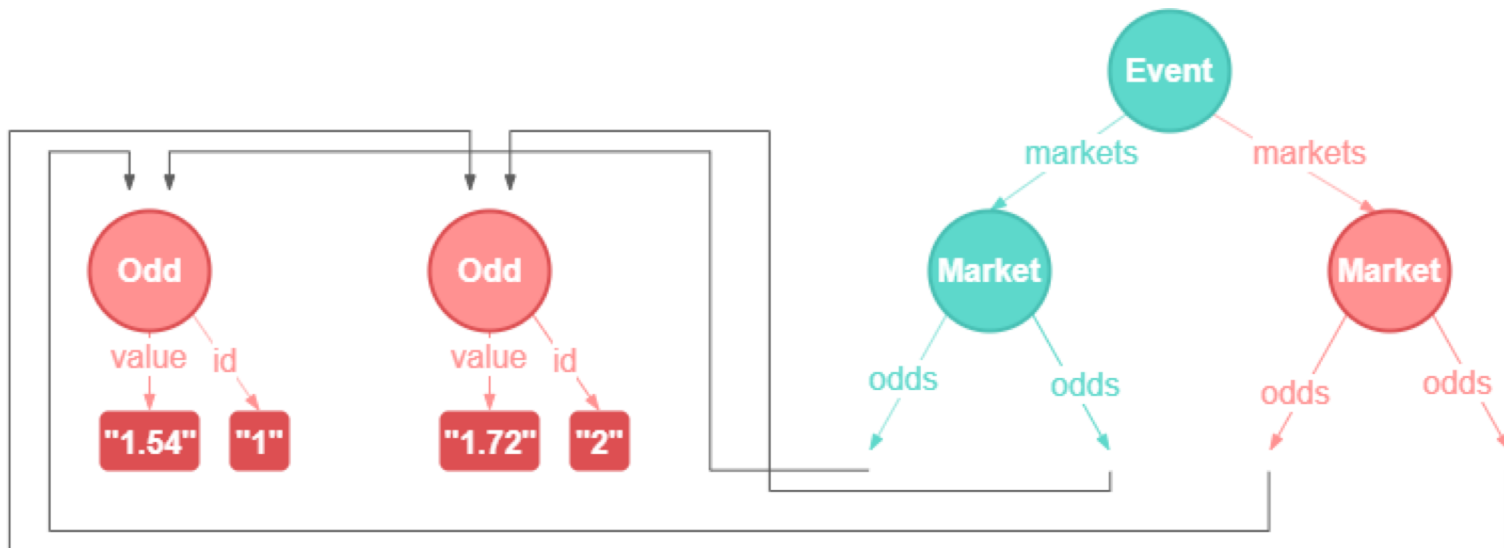 Event
markets
markets
Odd
Odd
Market
Market
value
id
value
id
odds
odds
odds
odds
"1.54"
"1"
"1.72"
"2"